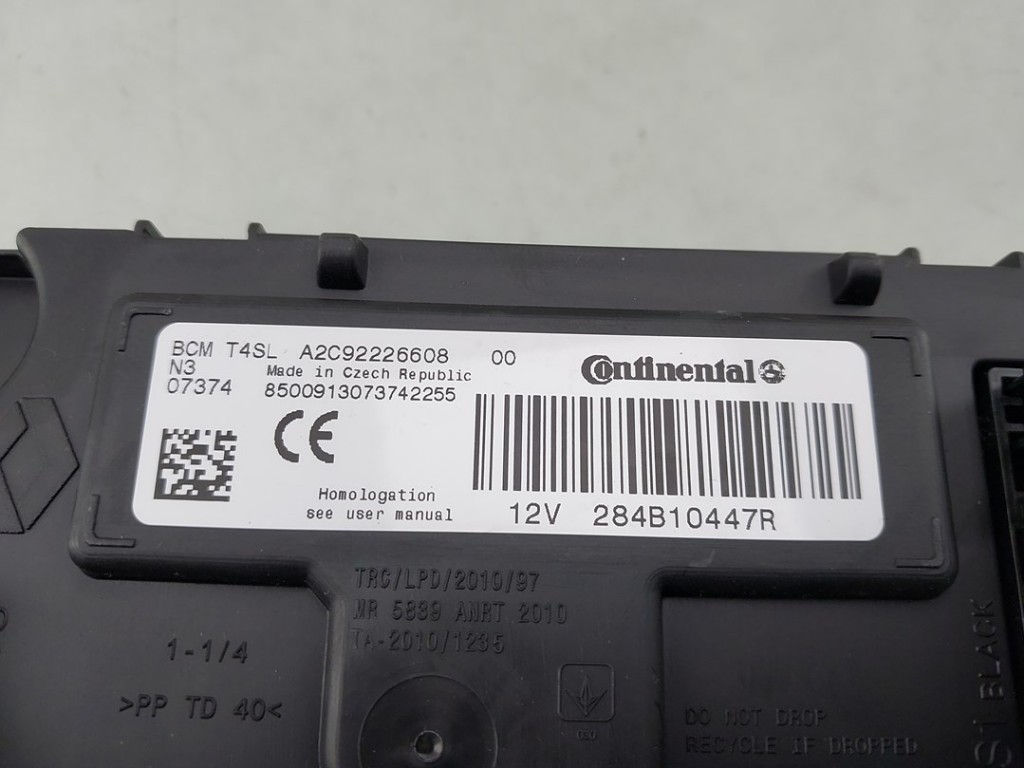 BCM T4SL A2C92226608 00
N3 Made in Czech Republic
07374 8500913073742255
Continental
CE
Homologation
see user manual
12V 284B10447R
TRC/LPD/2010/97
MR 5889 ANRT 2010
TA-2010/1235
1-1/4
>PP TD 40<
DO NOT DROP
RECYCLE IF DROPPED
S1 BLACK